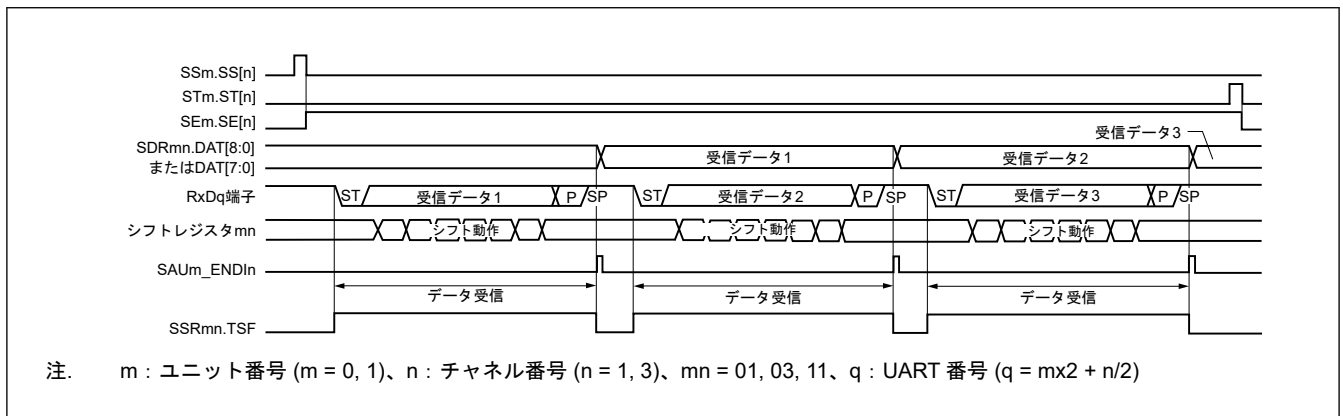 SSm.SS[n]
STm.ST[n]
SEm.SE[n]
受信データ3
SDRmn.DAT[8:0]
またはDAT[7:0]
受信データ1
受信データ2
RxDq端子
ST
受信データ1
P
SP
ST
受信データ2
P
SP
ST
受信データ3
P
SP
シフトレジスタmn
シフト動作
シフト動作
シフト動作
SAUm_ENDIn
データ受信
データ受信
データ受信
SSRmn.TSF
注. m：ユニット番号 (m = 0, 1)、n：チャネル番号 (n = 1, 3)、mn = 01, 03, 11、q：UART 番号 (q = mx2 + n/2)